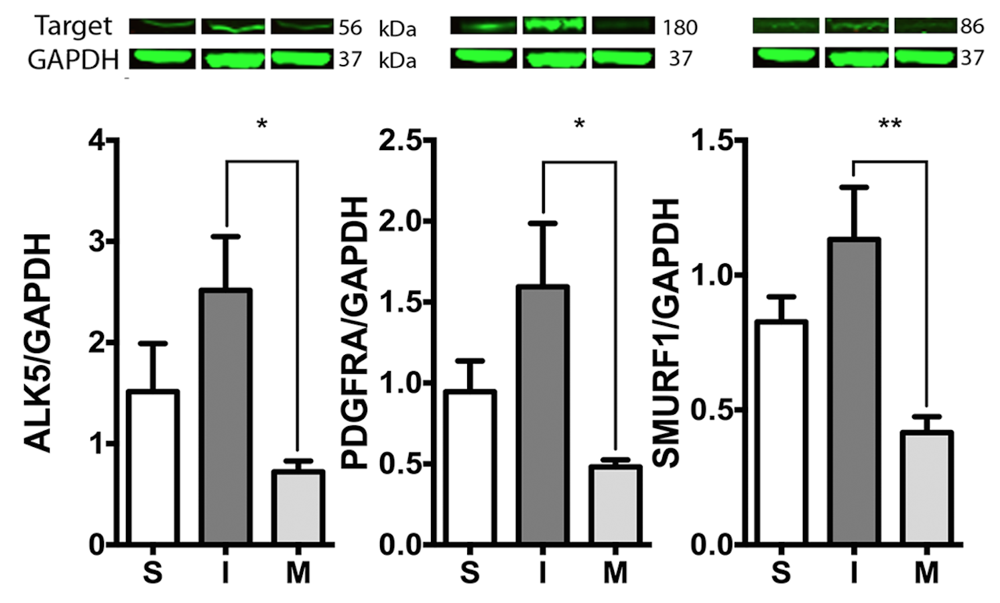 Target 56 kDa 180 86
GAPDH 37 kDa 37 37
* * **
ALK5/GAPDH
4
3
2
1
0
S I M
PDGFRA/GAPDH
2.5
2.0
1.5
1.0
0.5
0.0
S I M
SMURF1/GAPDH
1.5
1.0
0.5
0.0
S I M